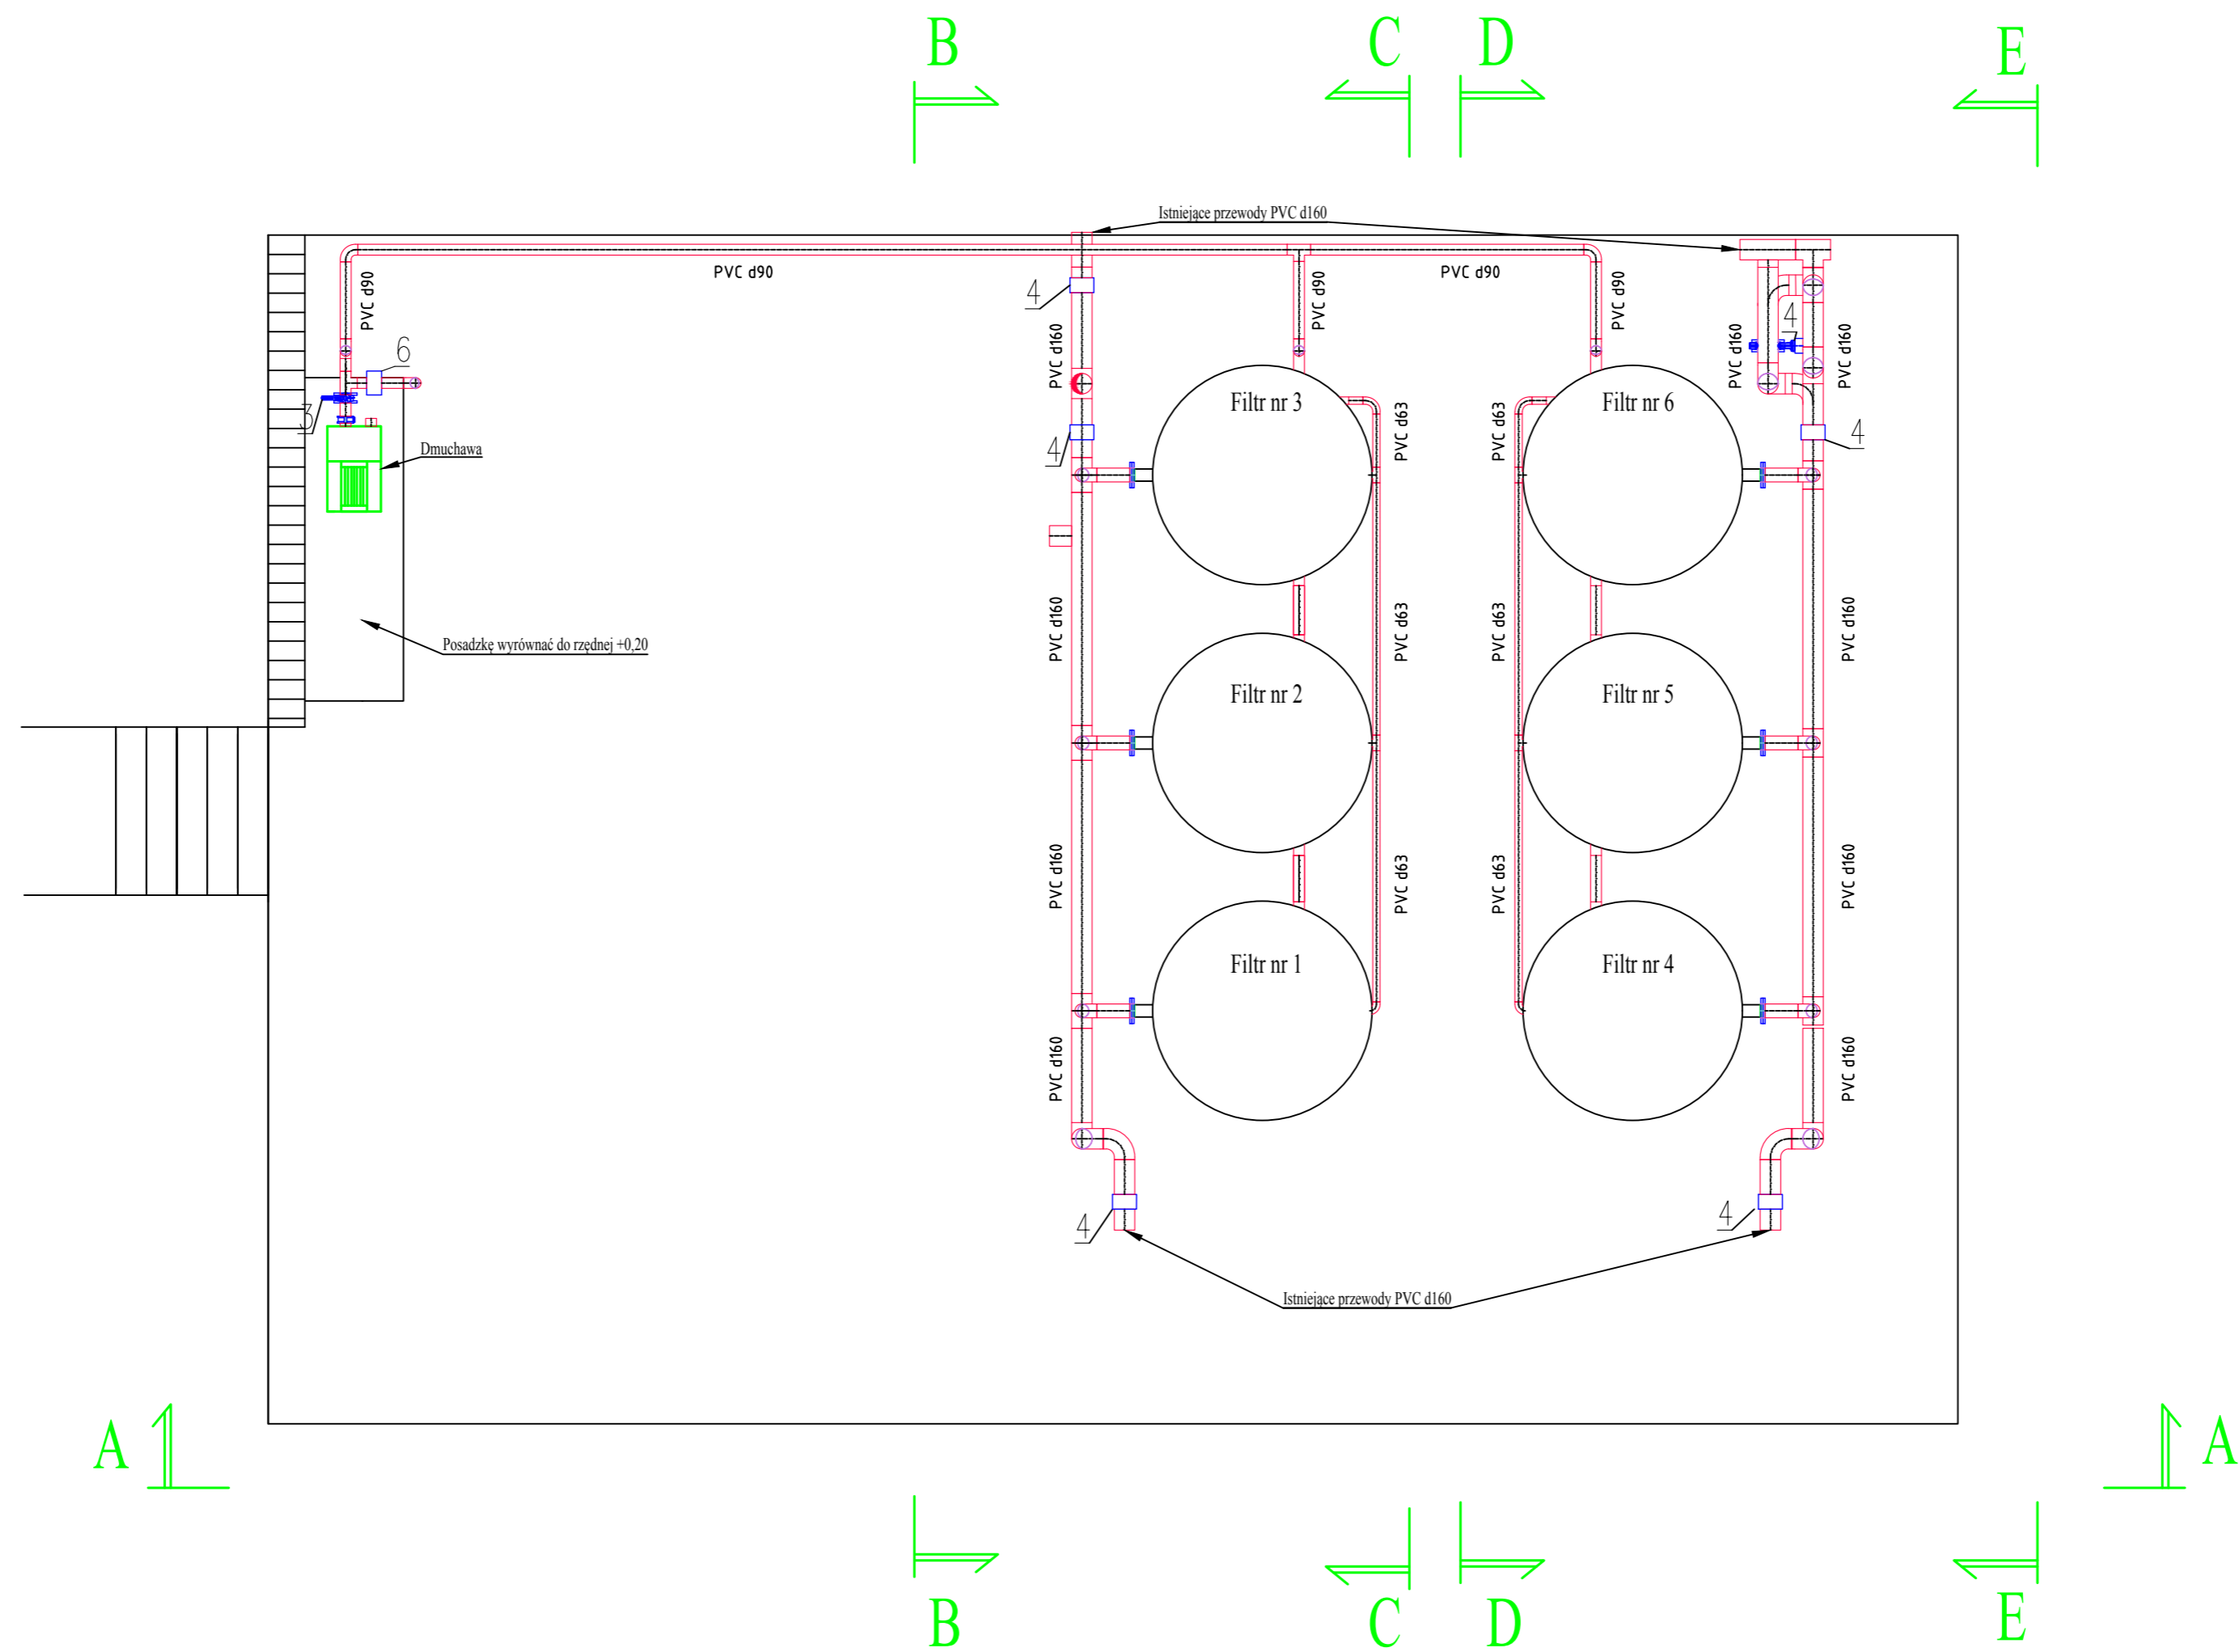 B
C
D
E
Istniejące przewody PVC d160
PVC d90
PVC d90
PVC d90
PVC d90
PVC d90
4
4
PVC d160
PVC d160
PVC d160
6
3
Filtr nr 3
Filtr nr 6
PVC d63
PVC d63
4
4
Dmuchawa
Posadzkę wyrównać do rzędnej +0,20
PVC d160
PVC d63
PVC d63
PVC d160
Filtr nr 2
Filtr nr 5
PVC d160
PVC d63
PVC d63
PVC d160
Filtr nr 1
Filtr nr 4
PVC d160
PVC d160
4
4
Istniejące przewody PVC d160
A
A
B
C
D
E